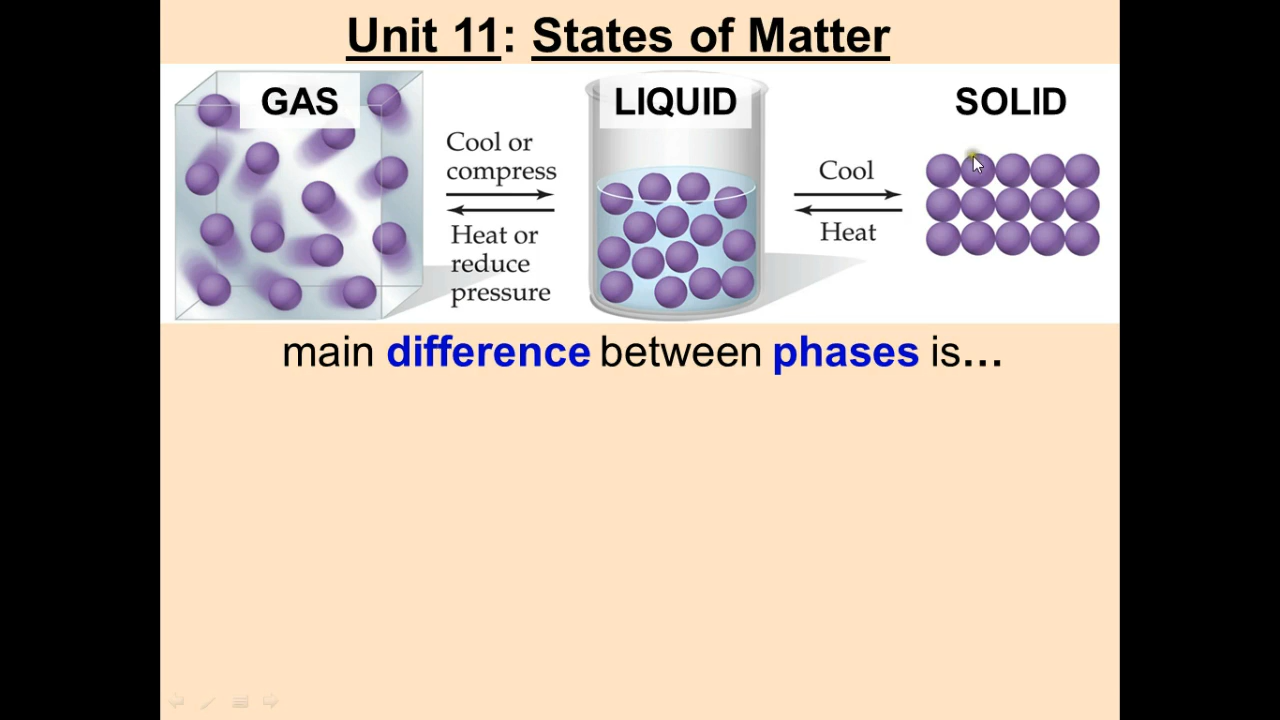 Unit 11: States of Matter
GAS
LIQUID
SOLID
Cool or
compress
Heat or
reduce
pressure
Cool
Heat
main difference between phases is...